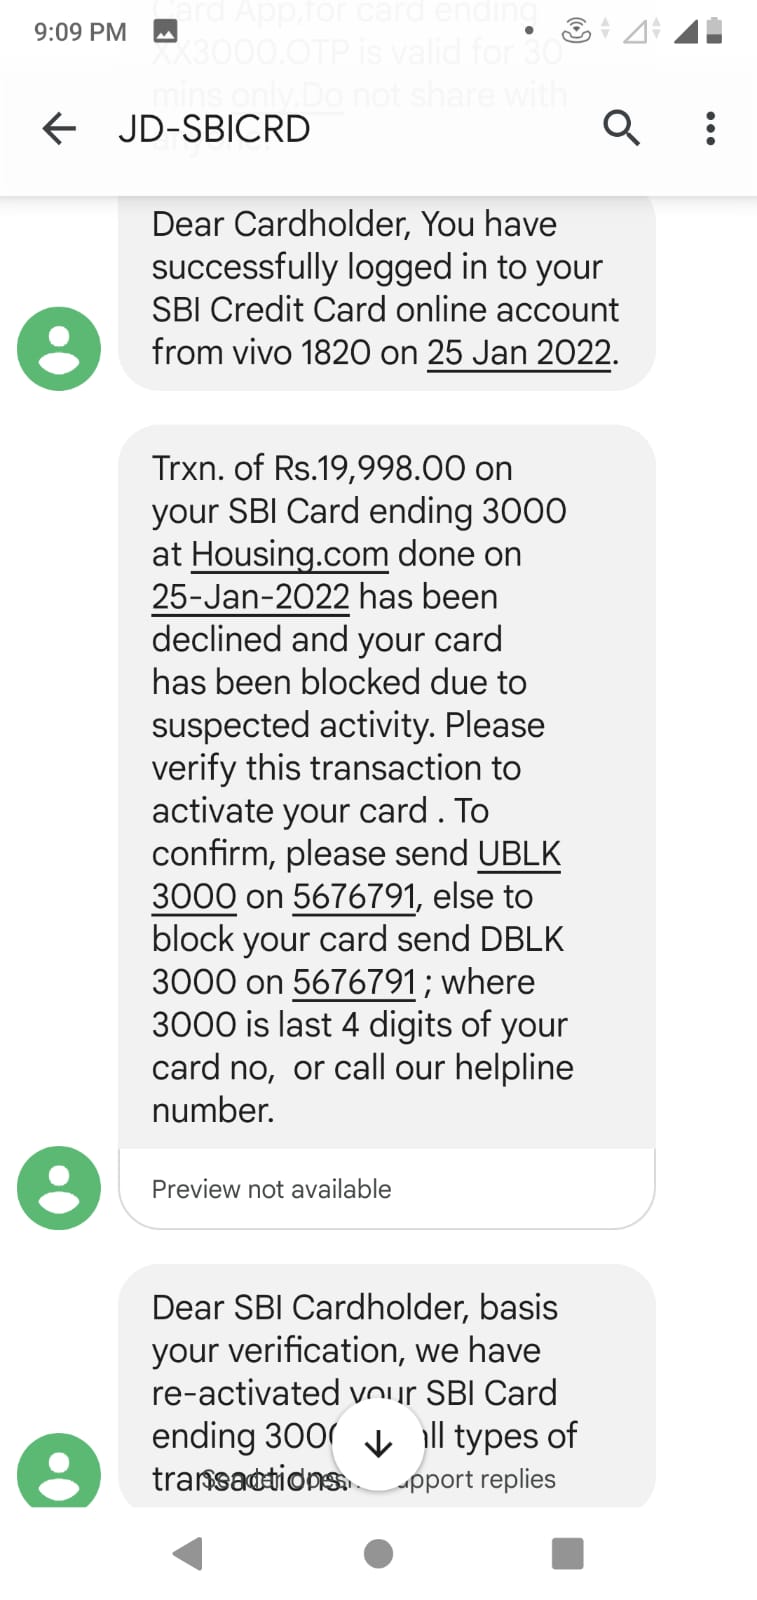 9:09 PM
Card App,for card ending
XX3000.OTP is valid for 30
mins only.Do not share with
anyone.
JD-SBICRD
Dear Cardholder, You have
successfully logged in to your
SBI Credit Card online account
from vivo 1820 on 25 Jan 2022.
Trxn. of Rs.19,998.00 on
your SBI Card ending 3000
at Housing.com done on
25-Jan-2022 has been
declined and your card
has been blocked due to
suspected activity. Please
verify this transaction to
activate your card . To
confirm, please send UBLK
3000 on 5676791, else to
block your card send DBLK
3000 on 5676791 ; where
3000 is last 4 digits of your
card no,  or call our helpline
number.
Preview not available
Dear SBI Cardholder, basis
your verification, we have
re-activated your SBI Card
ending types of
transactions.
Sender support replies